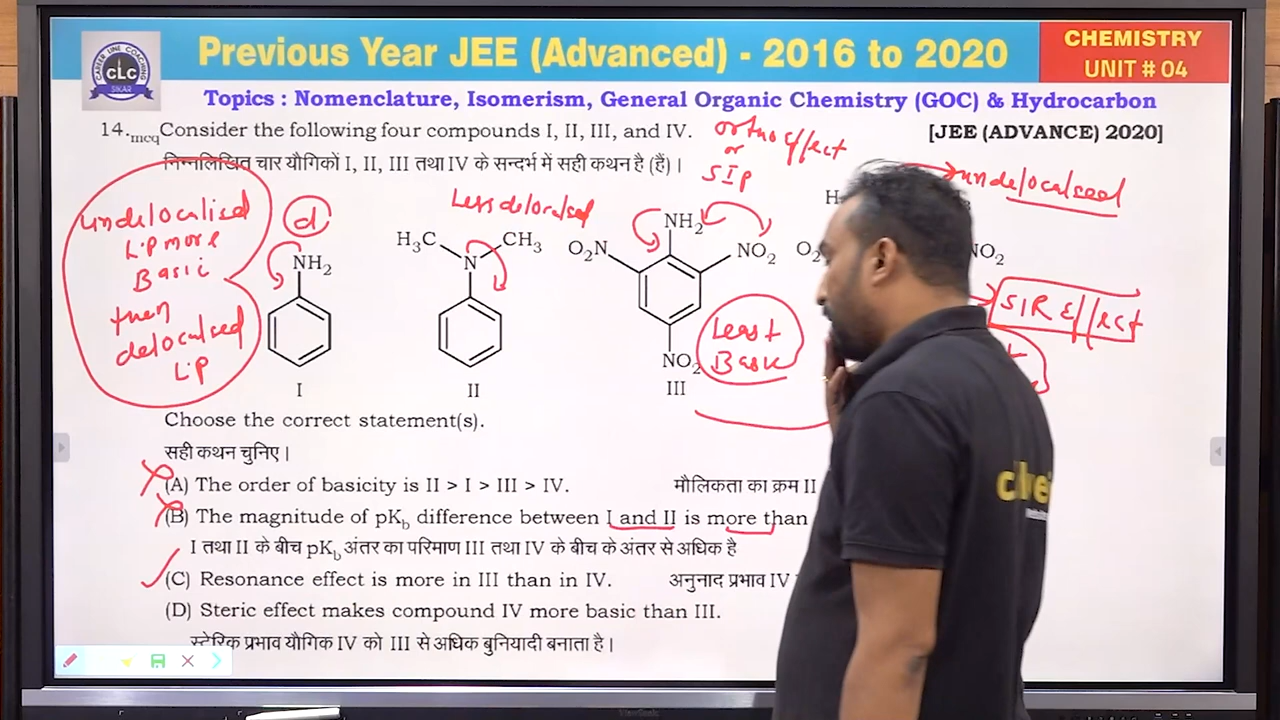 CAREER LINE COACHING
CLC
SIKAR
Previous Year JEE (Advanced) - 2016 to 2020
CHEMISTRY
UNIT # 04
Topics : Nomenclature, Isomerism, General Organic Chemistry (GOC) & Hydrocarbon
14.mcq Consider the following four compounds I, II, III, and IV.
[JEE (ADVANCE) 2020]
निम्नलिखित चार यौगिकों I, II, III तथा IV के सन्दर्भ में सही कथन है (हैं)।
ortho effect
or
SIP
undelocalised
undelocalised
L.p more
Basic
then
delocalised
L.P
d
NH₂
I
Less delocalised
H₃C
CH₃
N
II
NH₂
O₂N
NO₂
NO₂
III
Least
Basic
H
O₂
NO₂
SIR Effect
Choose the correct statement(s).
सही कथन चुनिए।
(A) The order of basicity is II > I > III > IV.
मौलिकता का क्रम II
(B) The magnitude of pK_b difference between I and II is more than
I तथा II के बीच pK_b अंतर का परिमाण III तथा IV के बीच के अंतर से अधिक है
(C) Resonance effect is more in III than in IV.
अनुनाद प्रभाव IV
(D) Steric effect makes compound IV more basic than III.
स्टेरिक प्रभाव यौगिक IV को III से अधिक बुनियादी बनाता है।